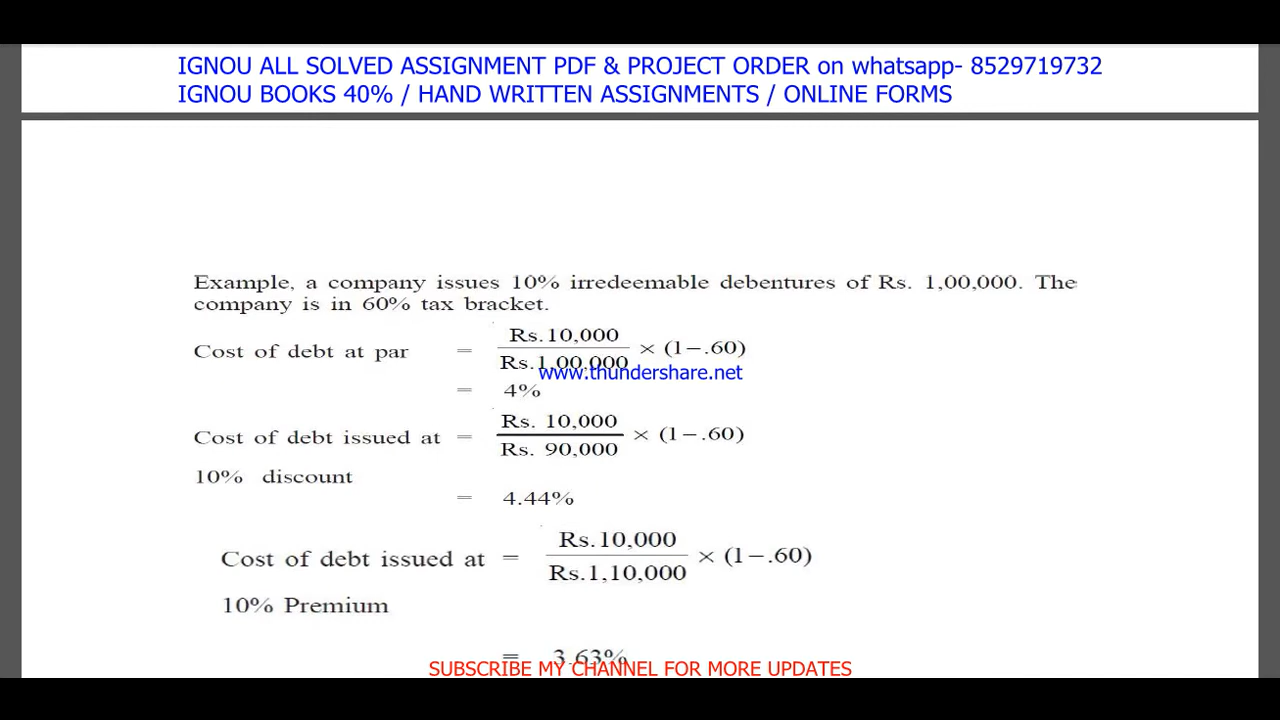 IGNOU ALL SOLVED ASSIGNMENT PDF & PROJECT ORDER on whatsapp- 8529719732
IGNOU BOOKS 40% / HAND WRITTEN ASSIGNMENTS / ONLINE FORMS
Example, a company issues 10% irredeemable debentures of Rs. 1,00,000. The
company is in 60% tax bracket.
Rs.10,000
Cost of debt at par = × (1−.60)
Rs.1,00,000
www.thundershare.net
= 4%
Rs. 10,000
Cost of debt issued at = × (1−.60)
Rs. 90,000
10% discount
= 4.44%
Rs.10,000
Cost of debt issued at = × (1−.60)
Rs.1,10,000
10% Premium
= 3.63%
SUBSCRIBE MY CHANNEL FOR MORE UPDATES